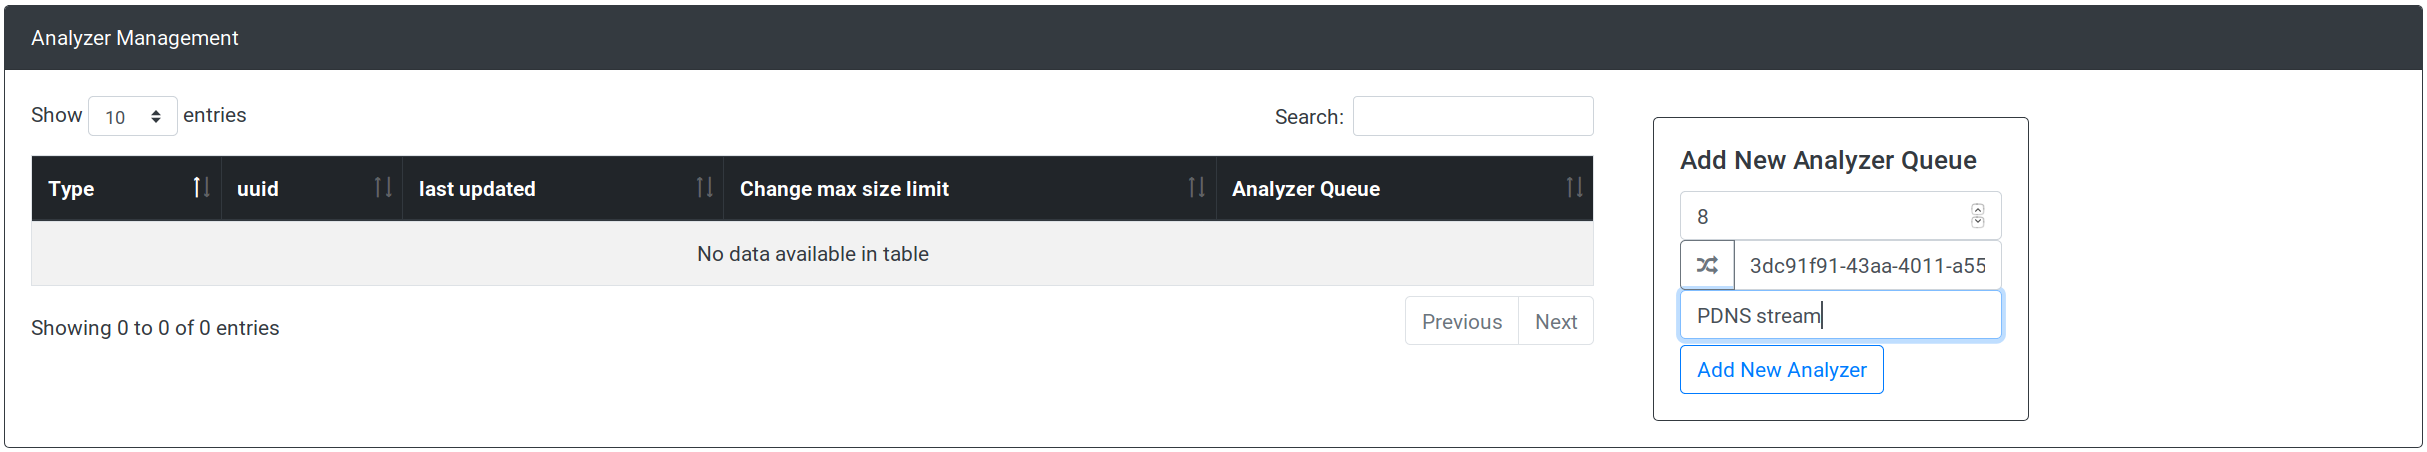 Analyzer Management
Show 10 entries
Search:
Type uuid last updated Change max size limit Analyzer Queue
No data available in table
Showing 0 to 0 of 0 entries
Previous Next
Add New Analyzer Queue
8
3dc91f91-43aa-4011-a55
PDNS stream
Add New Analyzer